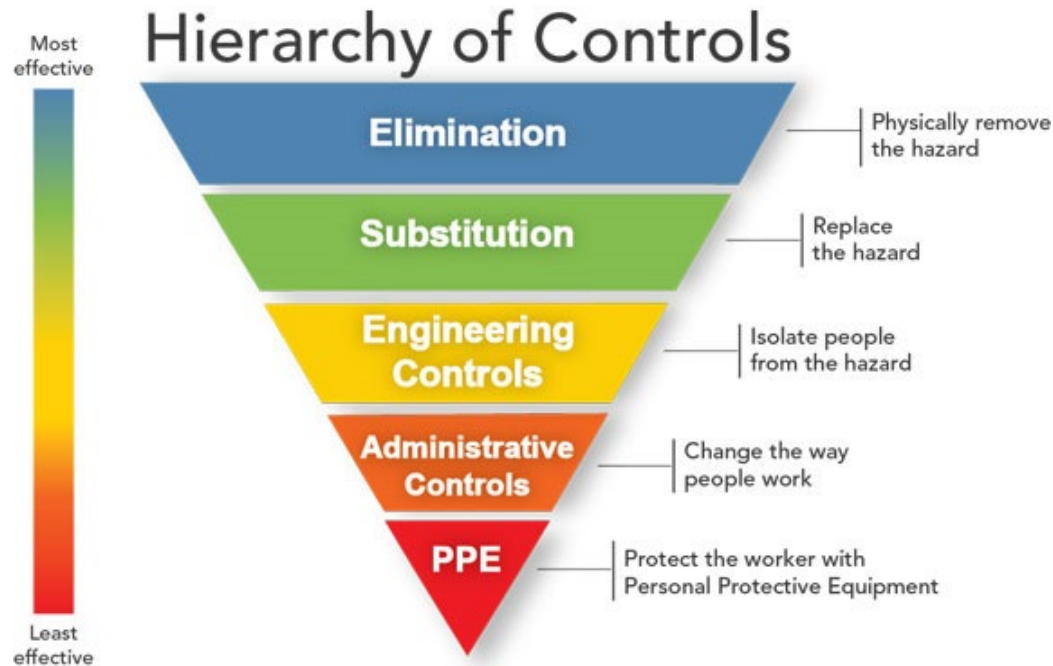 Hierarchy of Controls
Most
effective
Elimination
Physically remove
the hazard
Substitution
Replace
the hazard
Engineering
Controls
Isolate people
from the hazard
Administrative
Controls
Change the way
people work
PPE
Protect the worker with
Personal Protective Equipment
Least
effective